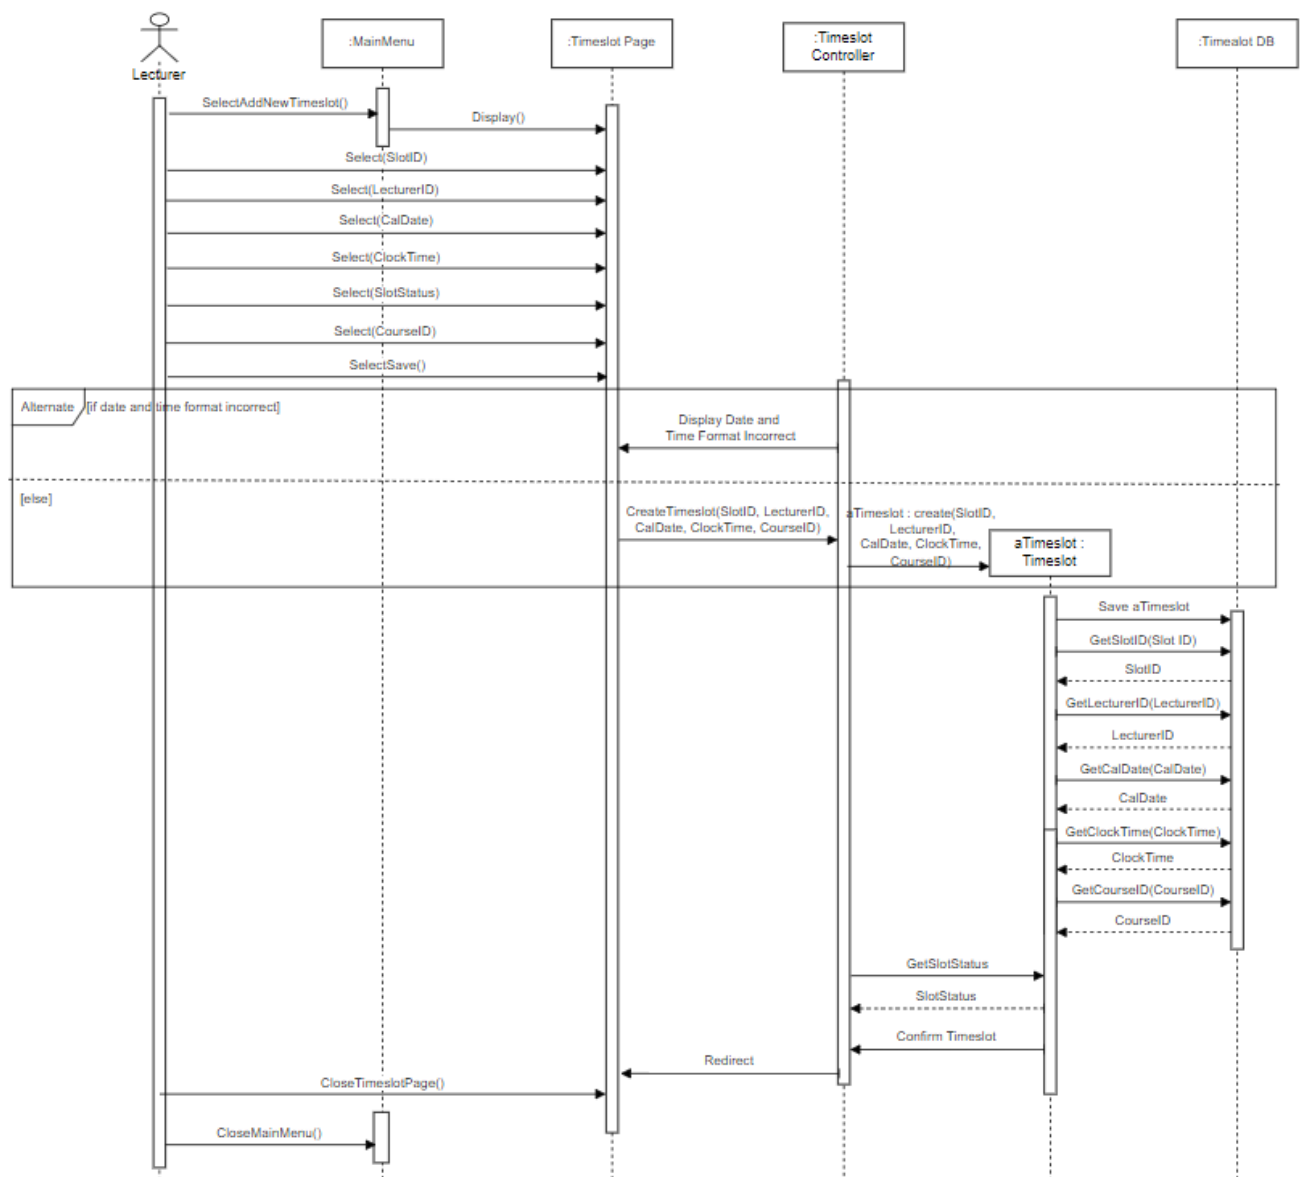 :MainMenu
:Timeslot Page
:Timeslot
Controller
:Timealot DB
Lecturer
SelectAddNewTimeslot()
Display()
Select(SlotID)
Select(LecturerID)
Select(CalDate)
Select(ClockTime)
Select(SlotStatus)
Select(CourseID)
SelectSave()
Alternate
[if date and time format incorrect]
Display Date and
Time Format Incorrect
[else]
CreateTimeslot(SlotID, LecturerID,
CalDate, ClockTime, CourseID)
aTimeslot : create(SlotID,
LecturerID,
CalDate, ClockTime,
CourseID)
aTimeslot :
Timeslot
Save aTimeslot
GetSlotID(Slot ID)
SlotID
GetLecturerID(LecturerID)
LecturerID
GetCalDate(CalDate)
CalDate
GetClockTime(ClockTime)
ClockTime
GetCourseID(CourseID)
CourseID
GetSlotStatus
SlotStatus
Confirm Timeslot
Redirect
CloseTimeslotPage()
CloseMainMenu()